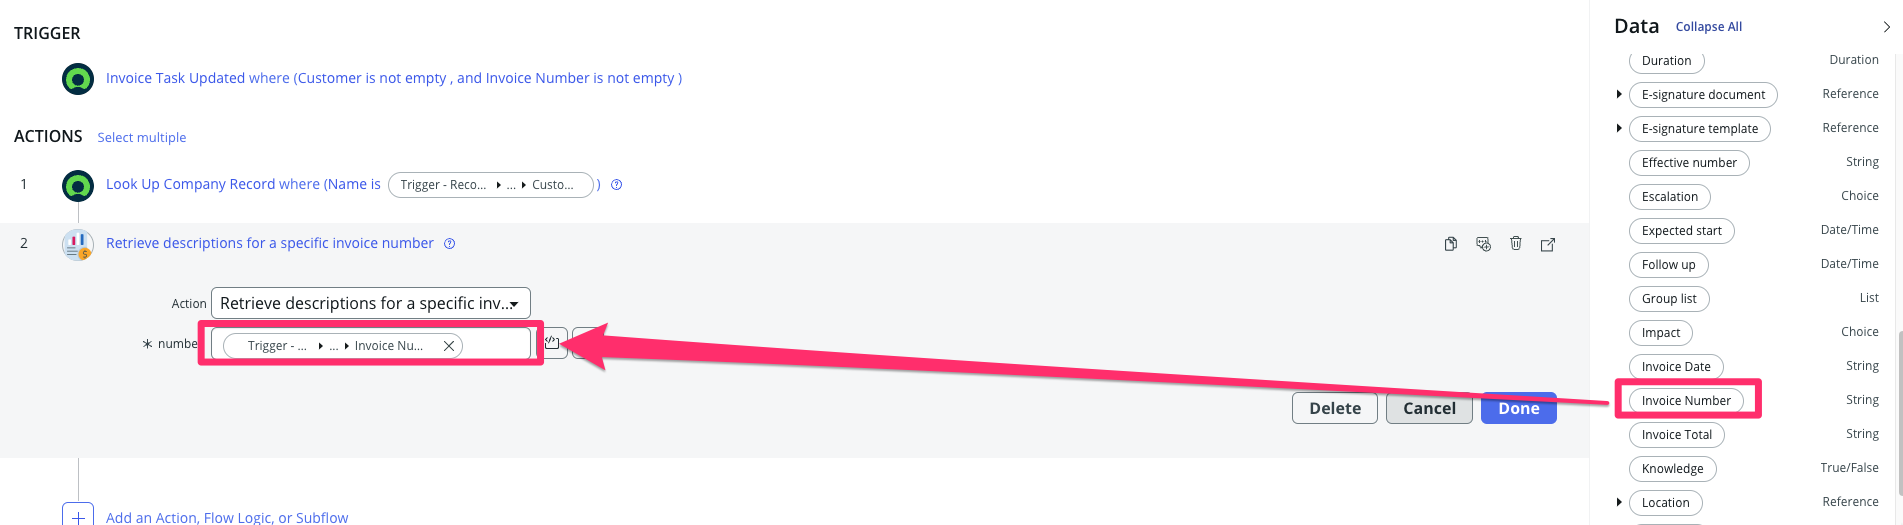 TRIGGER
Invoice Task Updated where (Customer is not empty , and Invoice Number is not empty )
ACTIONS Select multiple
1 Look Up Company Record where (Name is Trigger - Reco... ... Custo... )
2 Retrieve descriptions for a specific invoice number
Action Retrieve descriptions for a specific inv...
* number Trigger - ... ... Invoice Nu...
Delete Cancel Done
Add an Action, Flow Logic, or Subflow
Data Collapse All
Duration Duration
E-signature document Reference
E-signature template Reference
Effective number String
Escalation Choice
Expected start Date/Time
Follow up Date/Time
Group list List
Impact Choice
Invoice Date String
Invoice Number String
Invoice Total String
Knowledge True/False
Location Reference